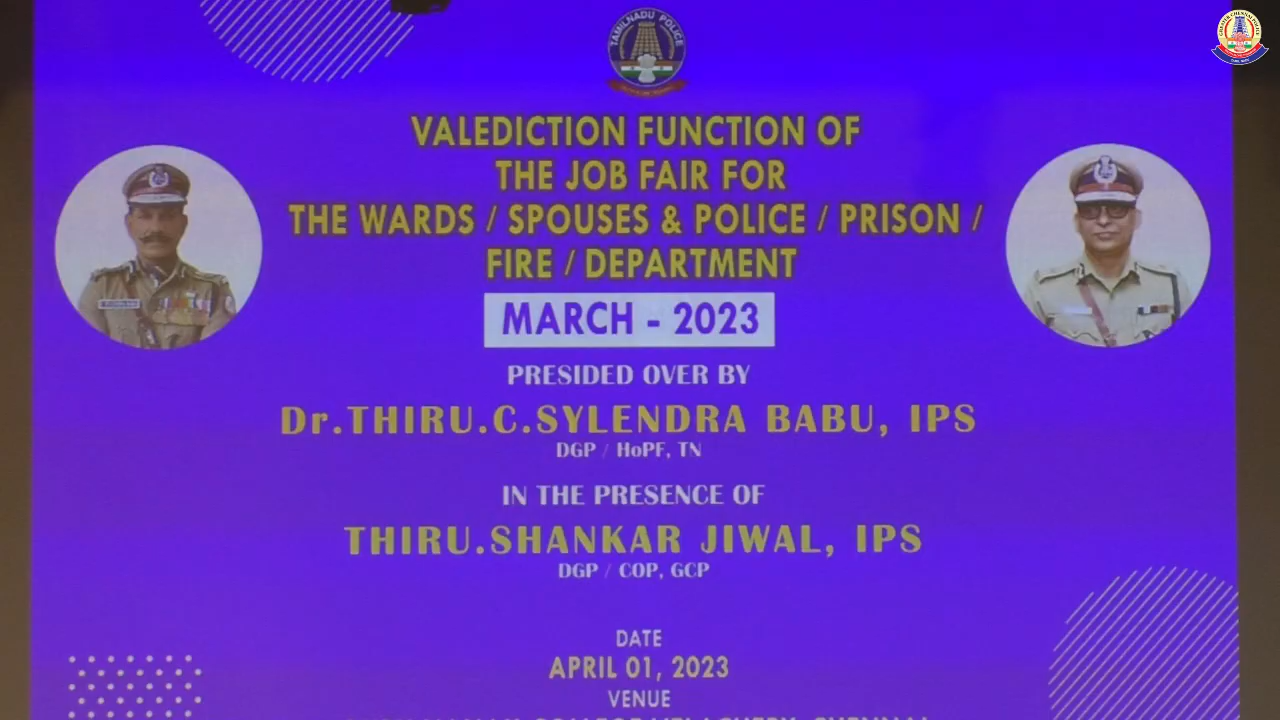 TAMILNADU POLICE
VALEDICTION FUNCTION OF
THE JOB FAIR FOR
THE WARDS / SPOUSES & POLICE / PRISON /
FIRE / DEPARTMENT
MARCH - 2023
PRESIDED OVER BY
Dr.THIRU.C.SYLENDRA BABU, IPS
DGP / HoPF, TN
IN THE PRESENCE OF
THIRU.SHANKAR JIWAL, IPS
DGP / COP, GCP
DATE
APRIL 01, 2023
VENUE